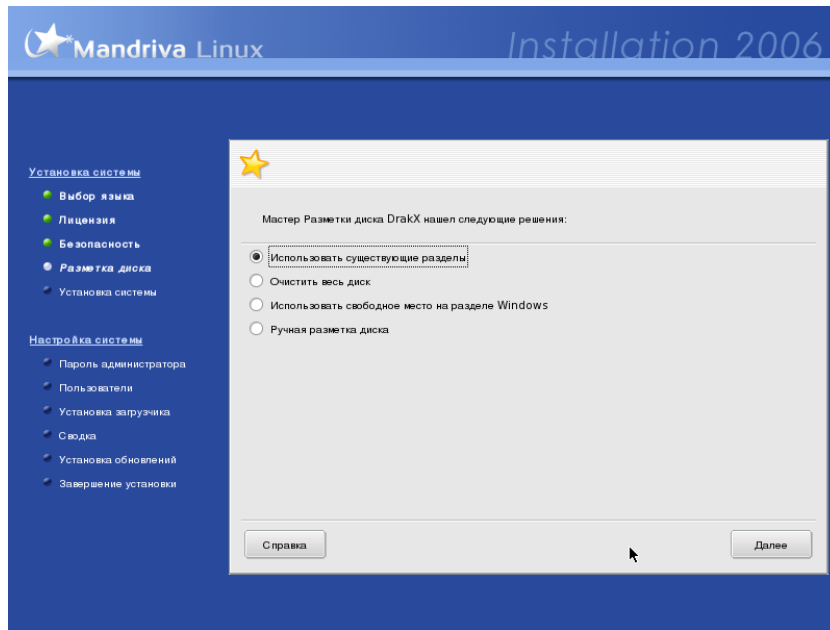 Mandriva Linux
Installation 2006
Установка системы
Выбор языка
Лицензия
Безопасность
Разметка диска
Установка системы
Настройка системы
Пароль администратора
Пользователи
Установка загрузчика
Сводка
Установка обновлений
Завершение установки
Мастер Разметки диска DrakX нашел следующие решения:
Использовать существующие разделы
Очистить весь диск
Использовать свободное место на разделе Windows
Ручная разметка диска
Справка
Далее